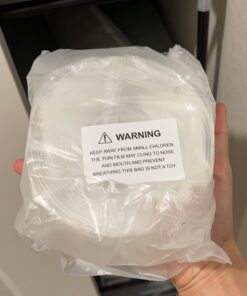 WARNING
KEEP AWAY FROM SMALL CHILDREN.
THE THIN FILM MAY CLING TO NOSE
AND MOUTH AND PREVENT
BREATHING.THIS BAG IS NOT A TOY.